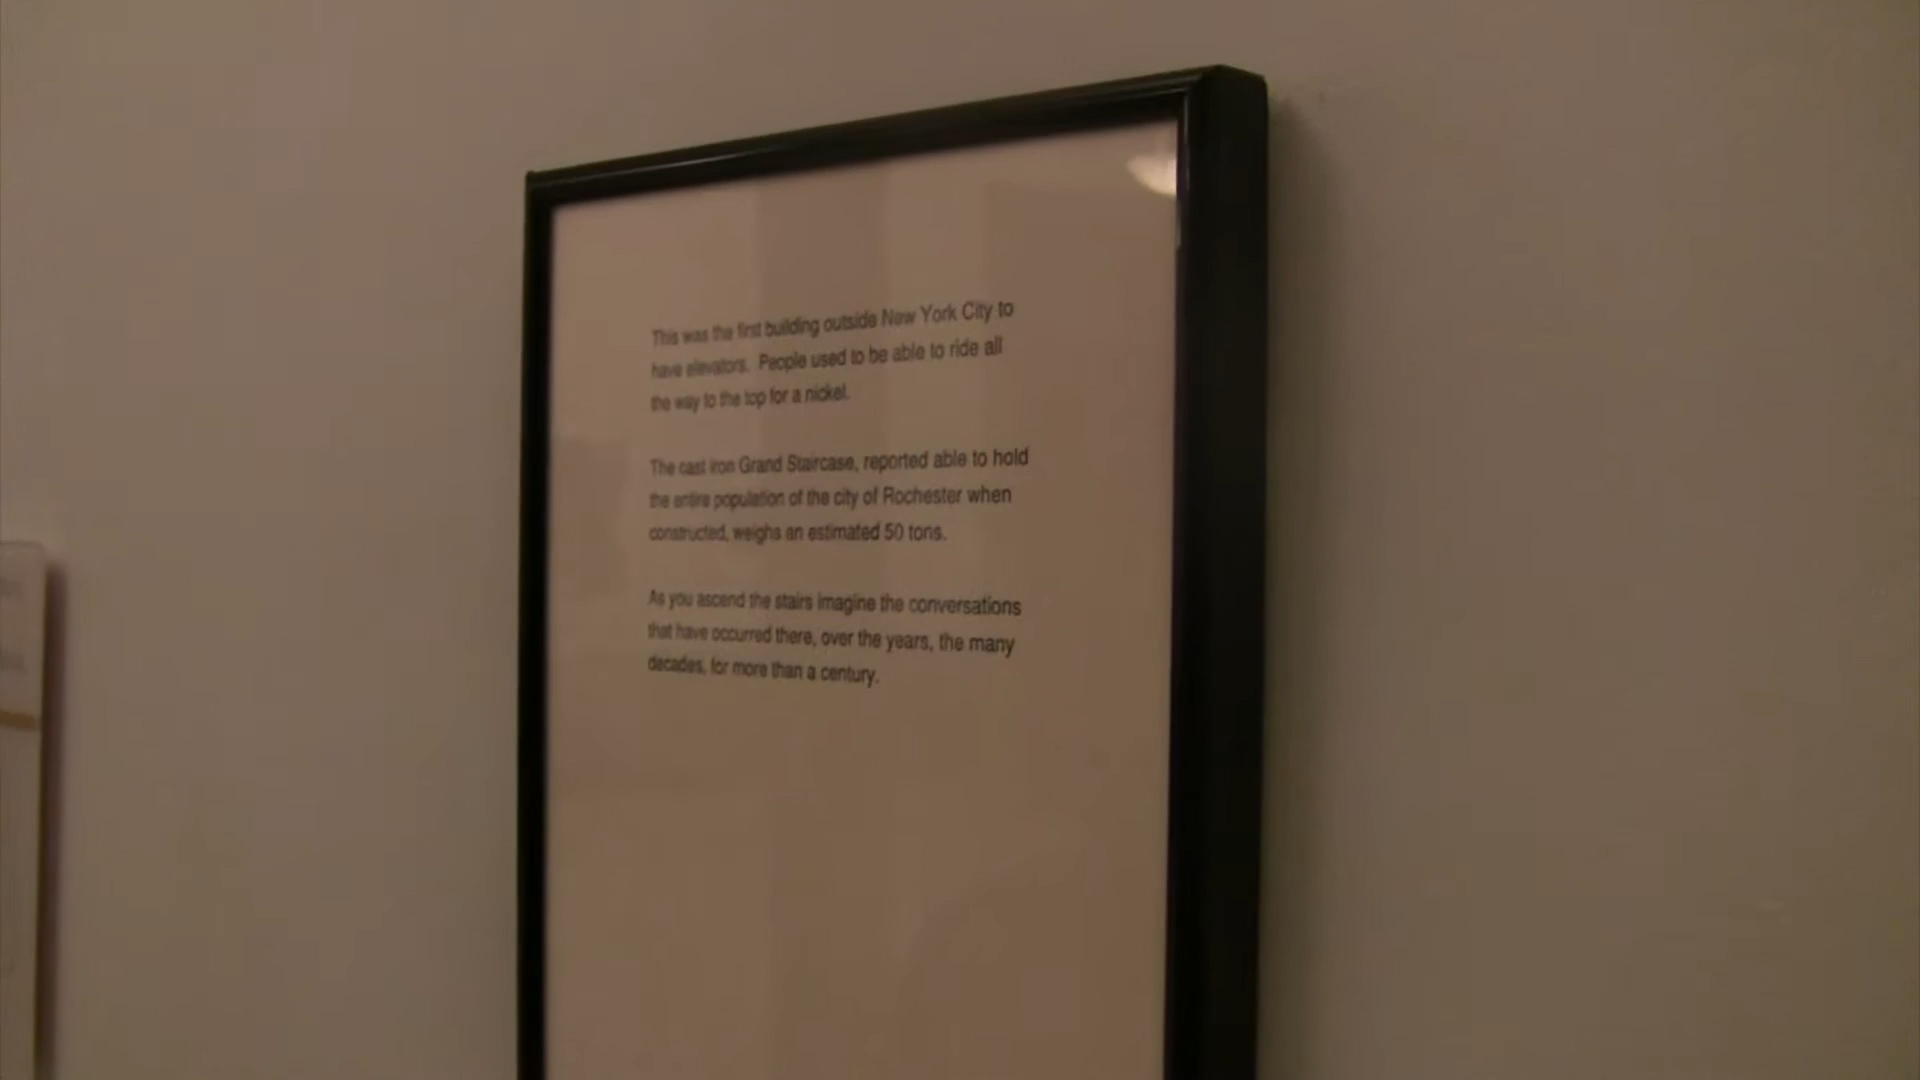 This was the first building outside New York City to
have elevators. People used to be able to ride all
the way to the top for a nickel.
The cast iron Grand Staircase, reported able to hold
the entire population of the city of Rochester when
constructed, weighs an estimated 50 tons.
As you ascend the stairs imagine the conversations
that have occurred there, over the years, the many
decades, for more than a century.